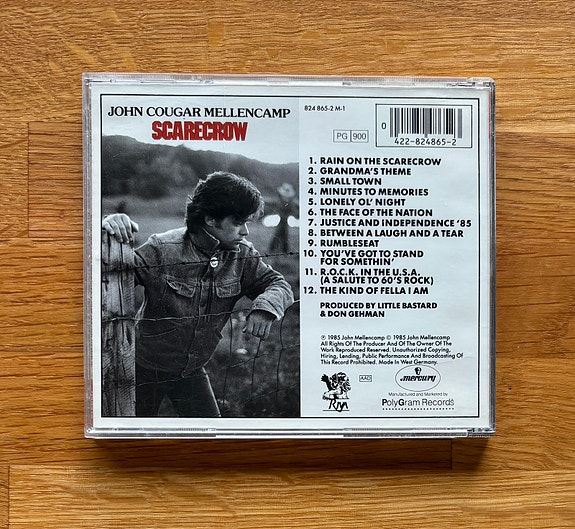 JOHN COUGAR MELLENCAMP
SCARECROW
824 865-2 M-1
PG 900
0
422-824865-2
1. RAIN ON THE SCARECROW
2. GRANDMA'S THEME
3. SMALL TOWN
4. MINUTES TO MEMORIES
5. LONELY OL' NIGHT
6. THE FACE OF THE NATION
7. JUSTICE AND INDEPENDENCE '85
8. BETWEEN A LAUGH AND A TEAR
9. RUMBLESEAT
10. YOU'VE GOT TO STAND
FOR SOMETHIN'
11. R.O.C.K. IN THE U.S.A.
(A SALUTE TO 60'S ROCK)
12. THE KIND OF FELLA I AM
PRODUCED BY LITTLE BASTARD
& DON GEHMAN
℗ 1985 John Mellencamp © 1985 John Mellencamp
All Rights Of The Producer And Of The Owner Of The
Work Reproduced Reserved. Unauthorized Copying,
Hiring, Lending, Public Performance And Broadcasting Of
This Record Prohibited. Made In West Germany.
AAD
mercury
Manufactured and Marketed by
PolyGram Records